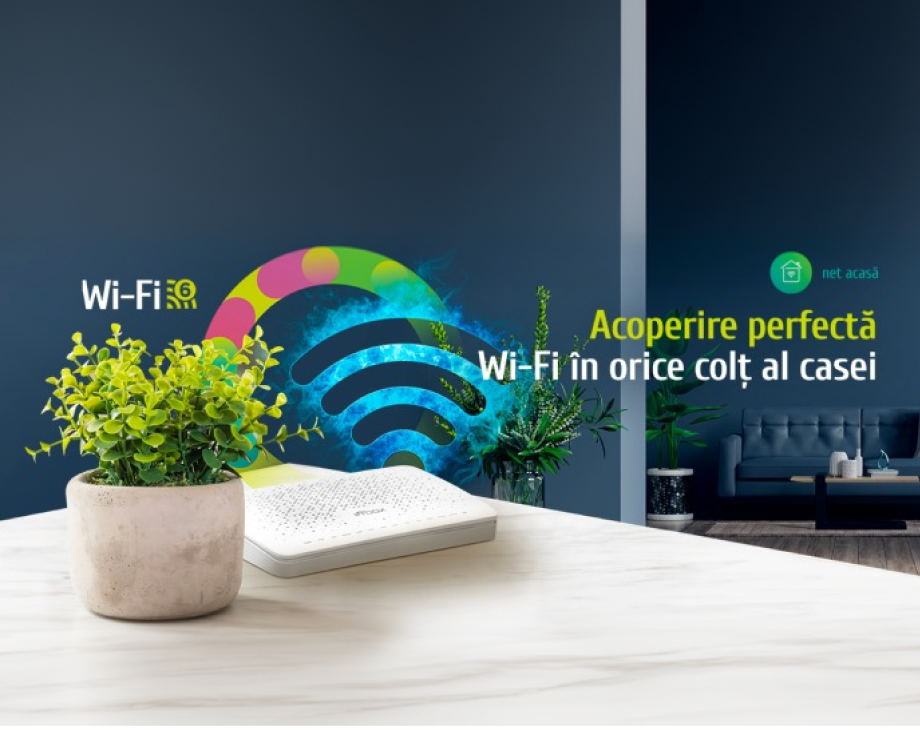 Wi-Fi 6
net acasă
Acoperire perfectă
Wi-Fi în orice colț al casei